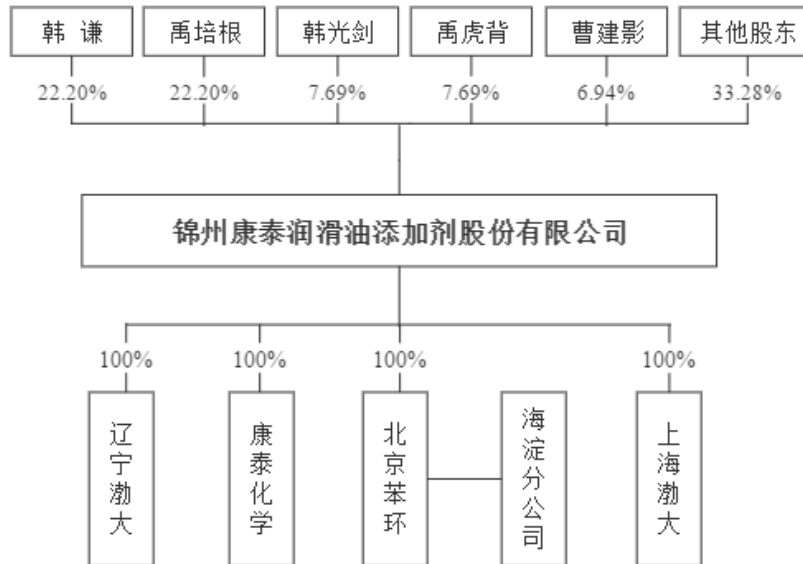 韩 谦 禹培根 韩光剑 禹虎背 曹建影 其他股东
22.20% 22.20% 7.69% 7.69% 6.94% 33.28%
锦州康泰润滑油添加剂股份有限公司
100% 100% 100% 100%
辽宁渤大
康泰化学
北京苯环
海淀分公司
上海渤大